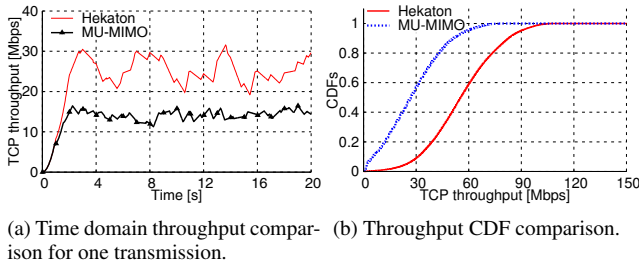 Hekaton
MU-MIMO
TCP throughput [Mbps]
40
30
20
10
0
0 4 8 12 16 20
Time [s]
(a) Time domain throughput compar-
ison for one transmission.
Hekaton
MU-MIMO
CDFs
1
0.8
0.6
0.4
0.2
0
0 30 60 90 120 150
TCP throughput [Mbps]
(b) Throughput CDF comparison.